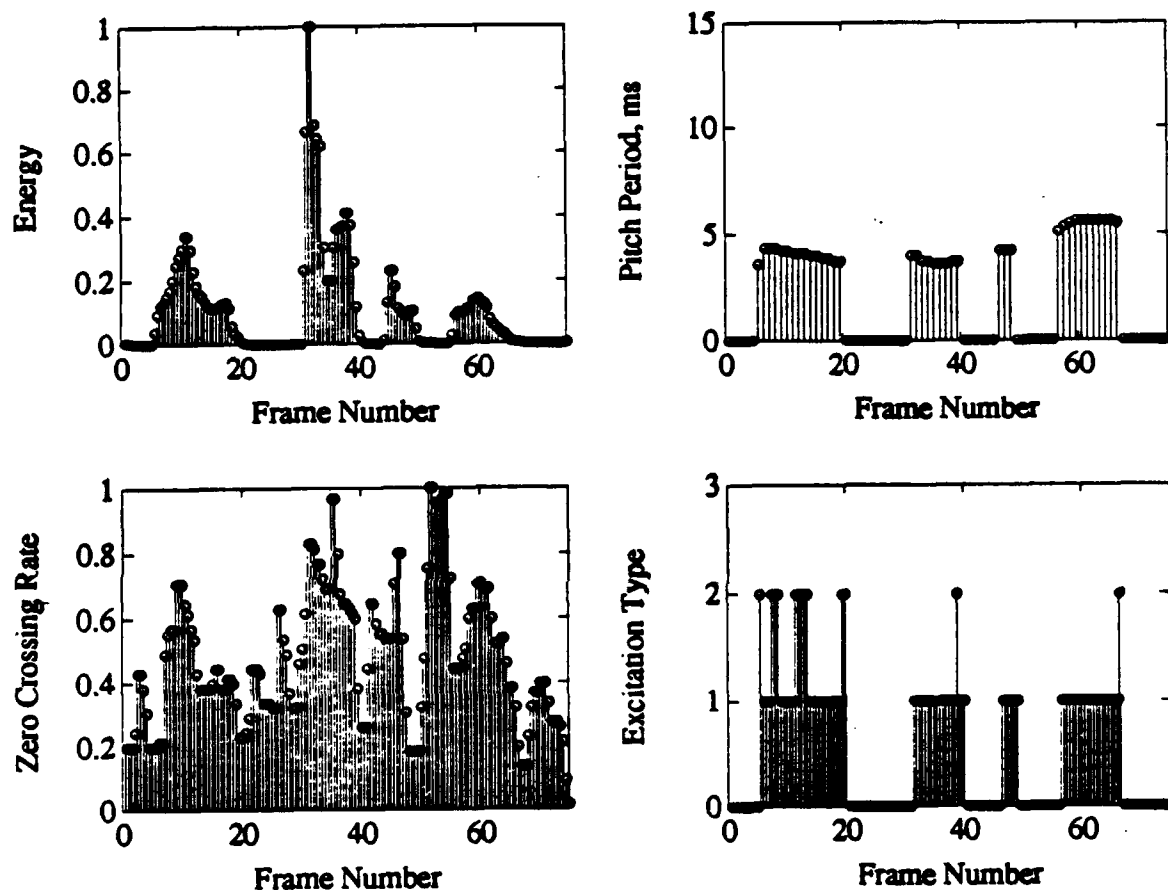 Energy
1
0.8
0.6
0.4
0.2
0
0 20 40 60
Frame Number
Pitch Period, ms
15
10
5
0
0 20 40 60
Frame Number
Zero Crossing Rate
1
0.8
0.6
0.4
0.2
0
0 20 40 60
Frame Number
Excitation Type
3
2
1
0
0 20 40 60
Frame Number